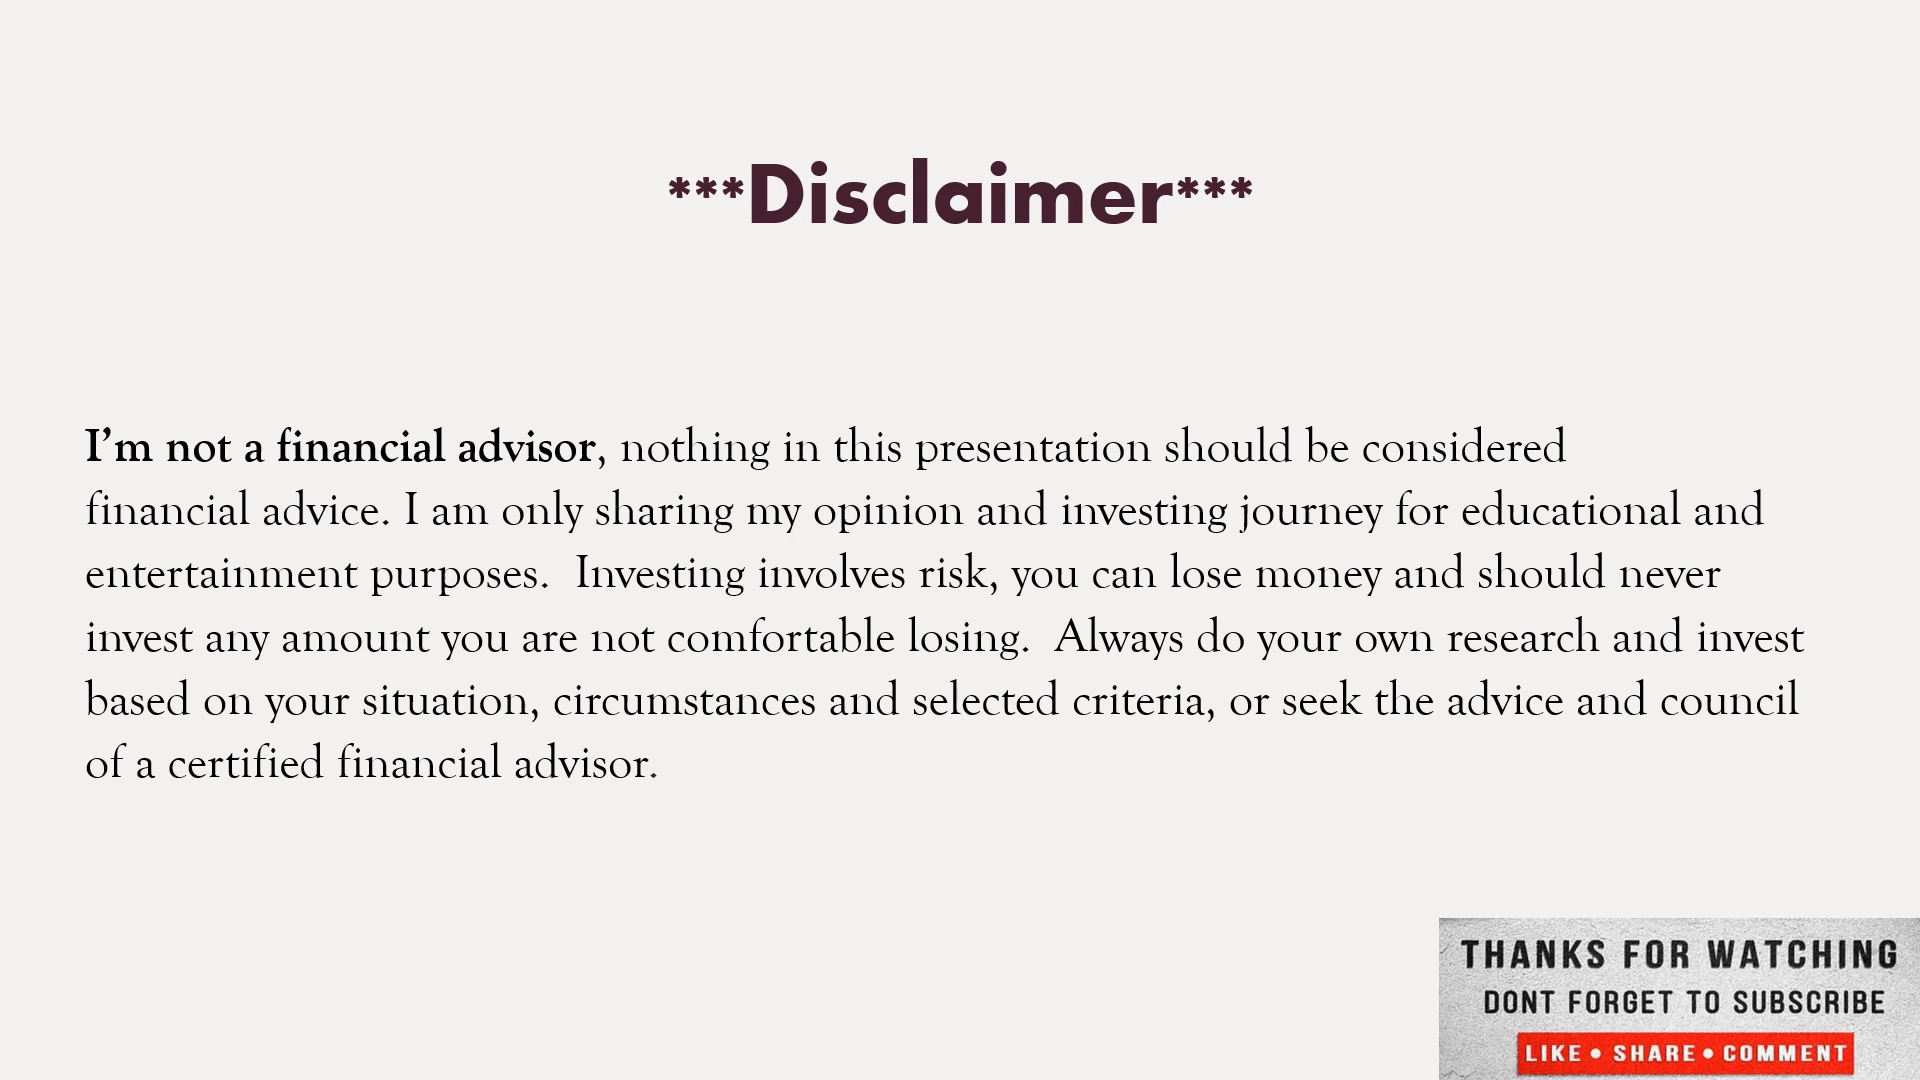 ***Disclaimer***
I’m not a financial advisor, nothing in this presentation should be considered
financial advice. I am only sharing my opinion and investing journey for educational and
entertainment purposes.  Investing involves risk, you can lose money and should never
invest any amount you are not comfortable losing.  Always do your own research and invest
based on your situation, circumstances and selected criteria, or seek the advice and council
of a certified financial advisor.
THANKS FOR WATCHING
DONT FORGET TO SUBSCRIBE
LIKE • SHARE • COMMENT